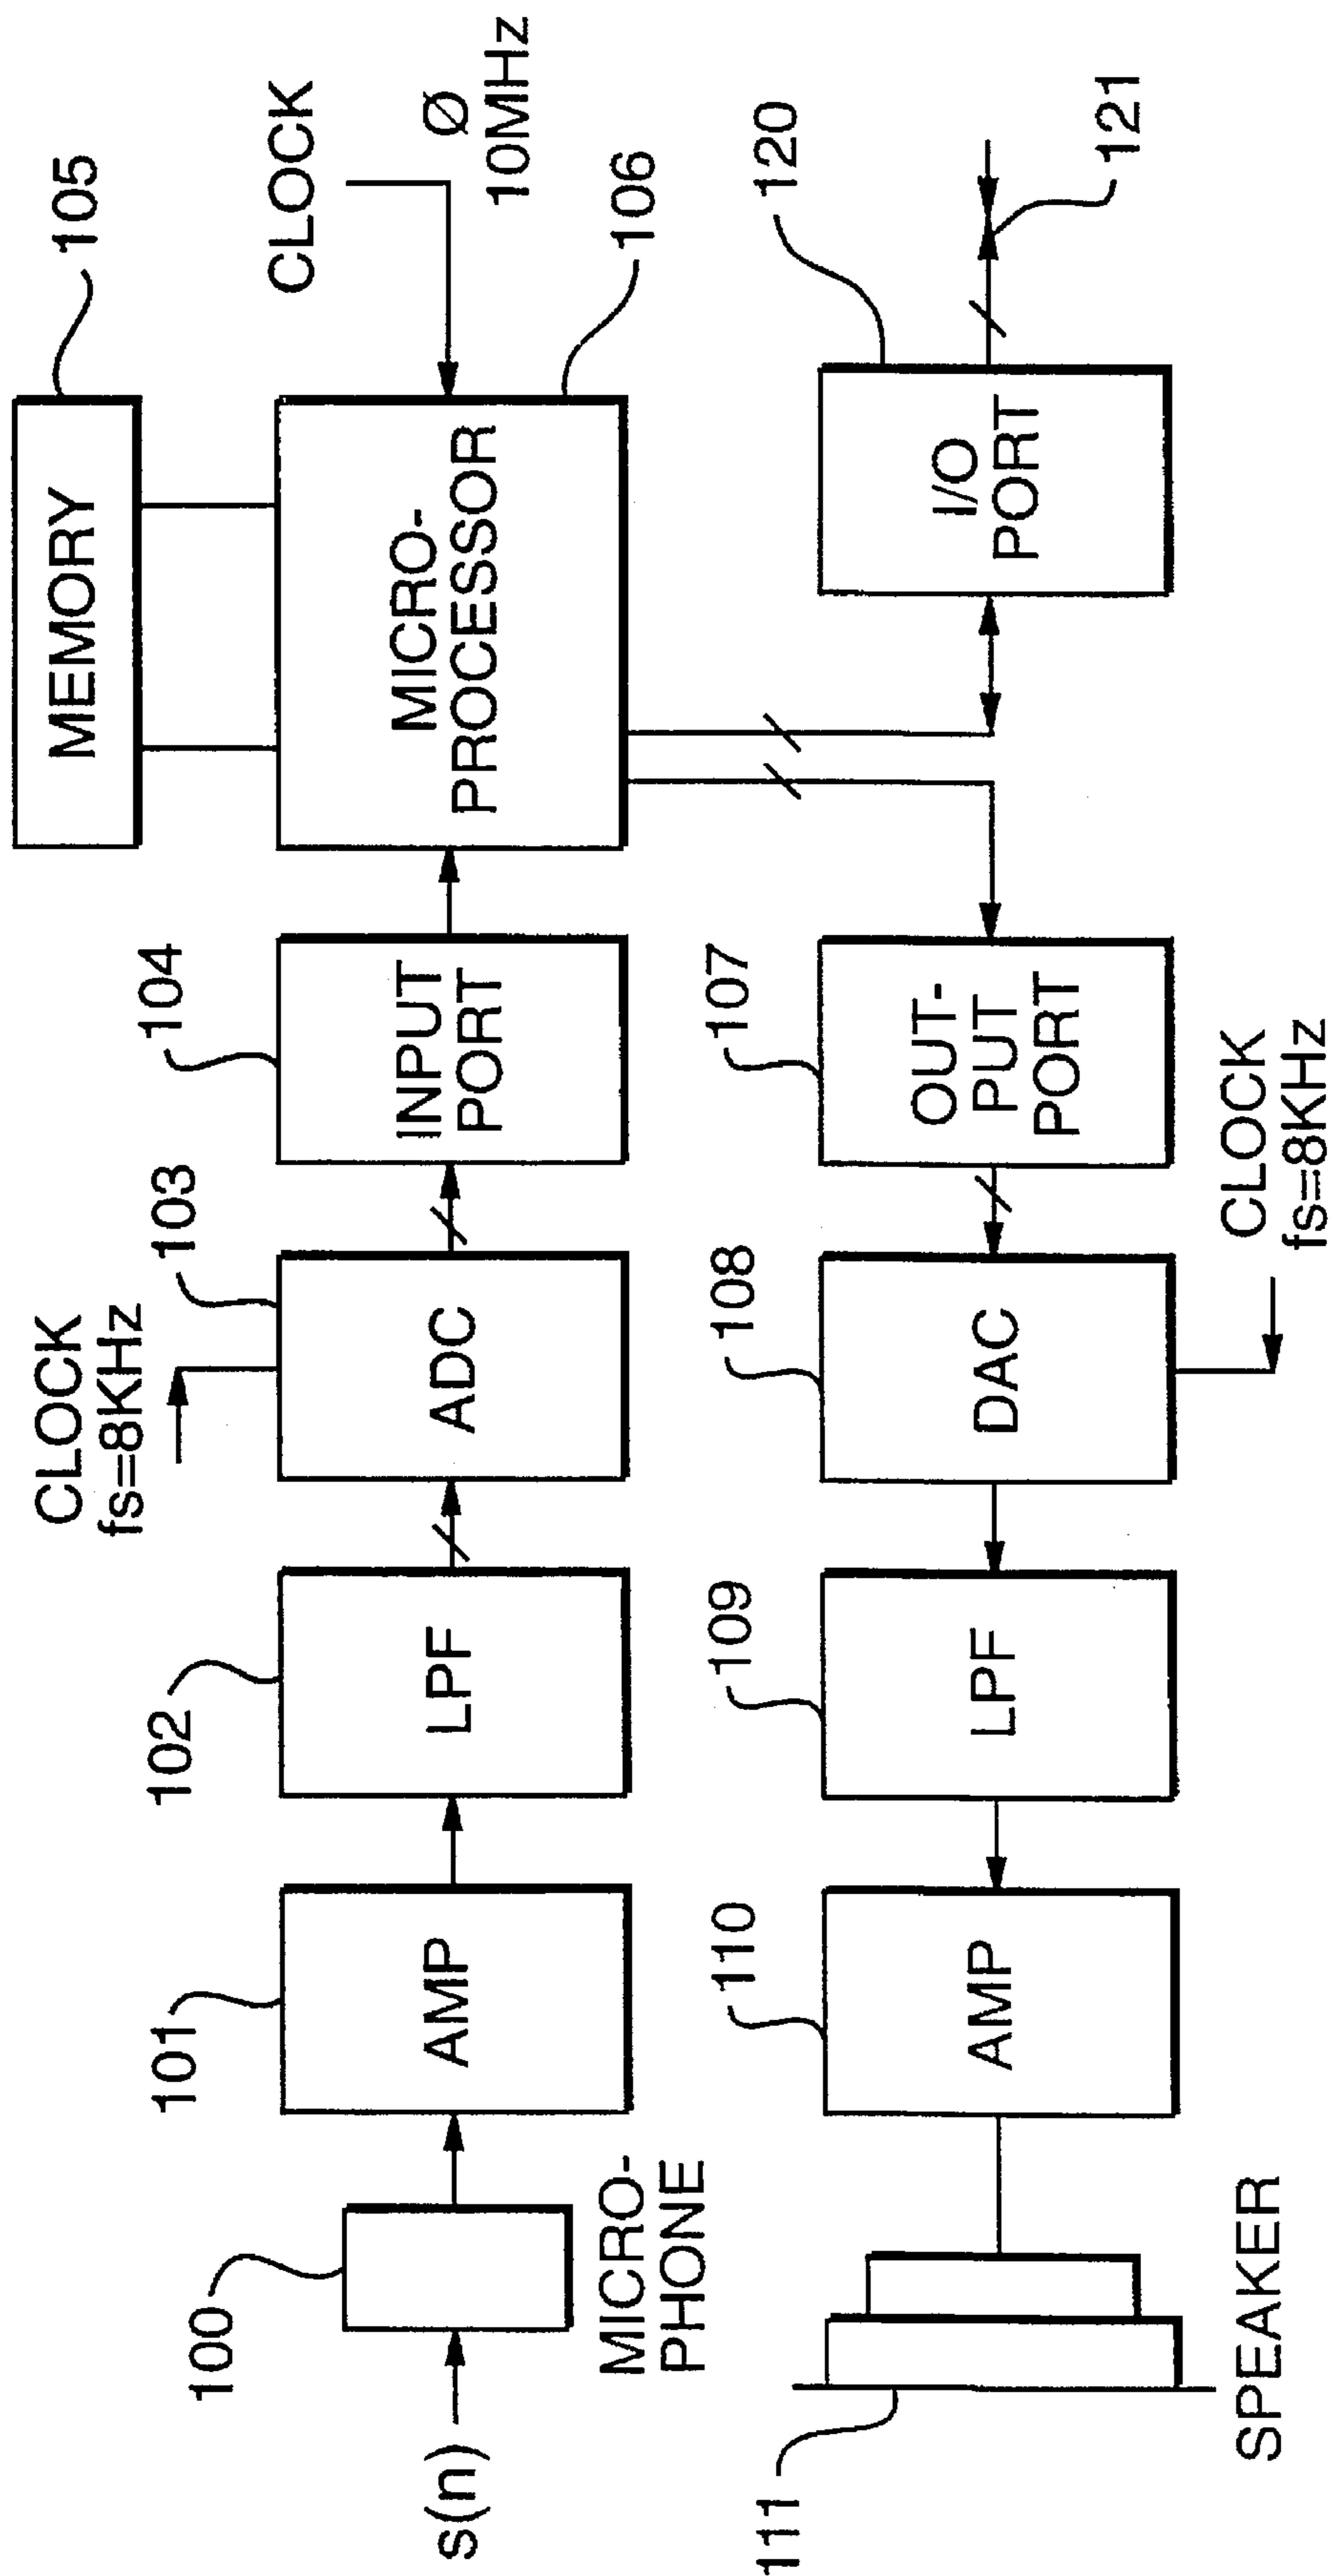 MEMORY
105
CLOCK
Ø
10MHz
CLOCK
fs=8KHz
103
104
106
102
101
100
s(n)
MICRO-
PHONE
AMP
LPF
ADC
INPUT
PORT
MICRO-
PROCESSOR
111
SPEAKER
110
AMP
109
LPF
108
DAC
107
OUT-
PUT
PORT
I/O
PORT
120
121
CLOCK
fs=8KHz